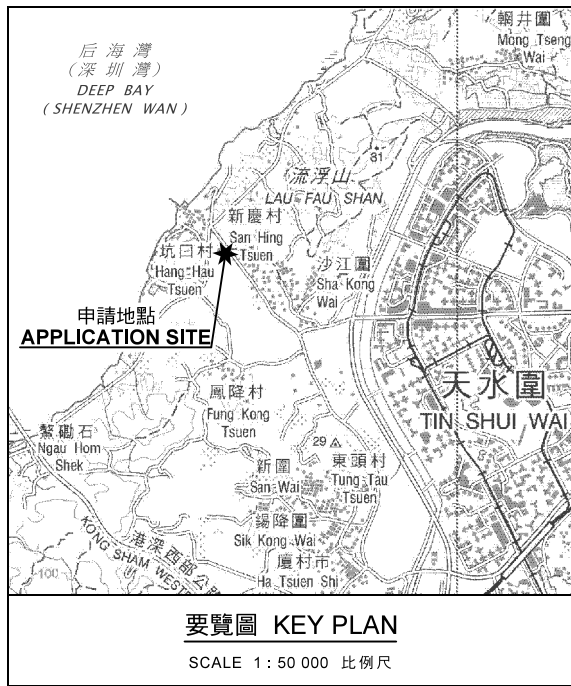 輞井圍
Mong Tseng
Wai
后海灣
(深圳灣)
DEEP BAY
(SHENZHEN WAN)
31
流浮山
LAU FAU SHAN
新慶村
San Hing
Tsuen
坑口村
Hang Hau
Tsuen
沙江圍
Sha Kong
Wai
申請地點
APPLICATION SITE
天水圍
TIN SHUI WAI
鳳降村
Fung Kong
Tsuen
鰲磡石
Ngau Hom
Shek
29
東頭村
Tung Tau
Tsuen
新圍
San Wai
錫降圍
Sik Kong Wai
廈村市
Ha Tsuen Shi
港深西部公路
KONG SHAM WEST
100
要覽圖 KEY PLAN
SCALE 1 : 50 000 比例尺